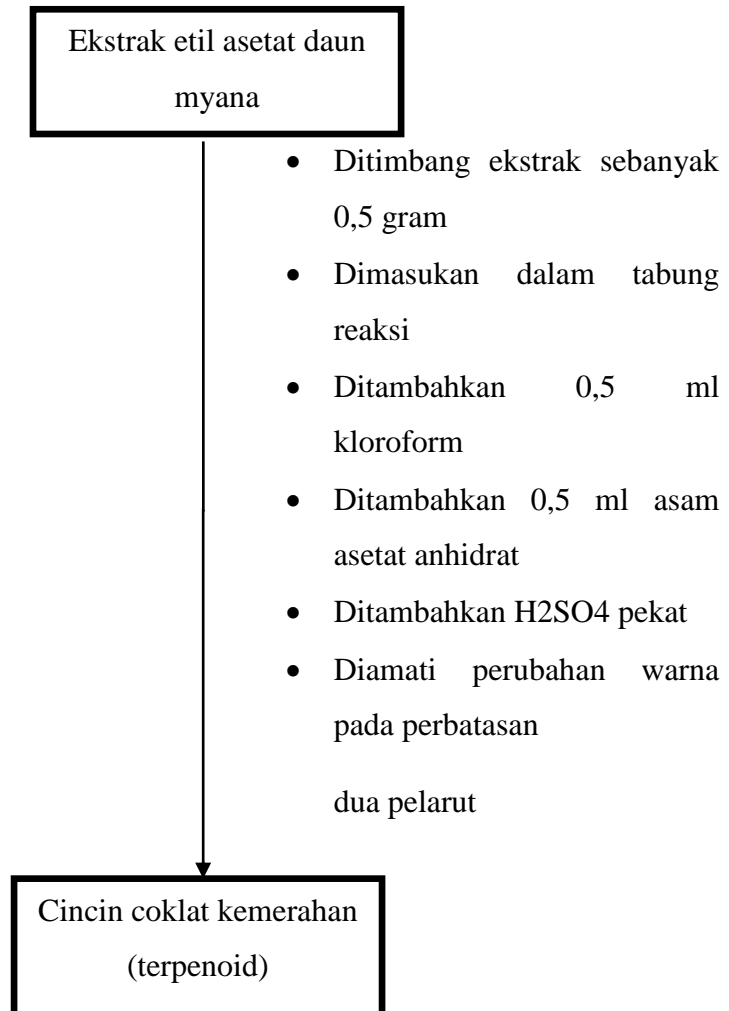 Ekstrak etil asetat daun
myana
• Ditimbang ekstrak sebanyak
0,5 gram
• Dimasukan dalam tabung
reaksi
• Ditambahkan 0,5 ml
kloroform
• Ditambahkan 0,5 ml asam
asetat anhidrat
• Ditambahkan H2SO4 pekat
• Diamati perubahan warna
pada perbatasan
dua pelarut
Cincin coklat kemerahan
(terpenoid)